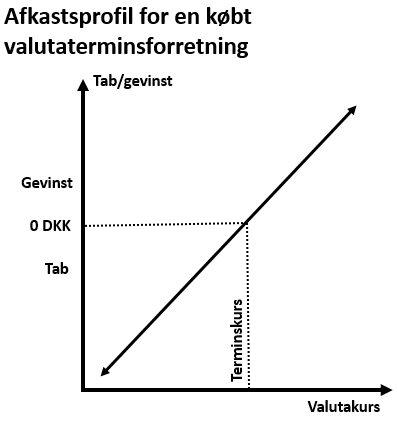 Afkastsprofil for en købt
valutaterminsforretning
Tab/gevinst
Gevinst
0 DKK
Tab
Terminskurs
Valutakurs